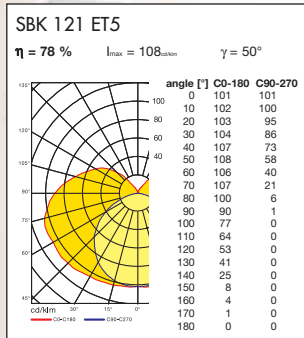 SBK 121 ET5
η = 78 % Imax = 108cd/klm γ = 50°
angle [°] C0-180 C90-270
0 101 101
10 102 100
20 103 95
30 104 86
40 107 73
50 108 58
60 106 40
70 107 21
80 100 6
90 90 1
100 77 0
110 64 0
120 53 0
130 41 0
140 25 0
150 8 0
160 4 0
170 1 0
180 0 0
135°
120°
105°
90°
75°
60°
45°
100
80
60
40
cd/klm 30° 15° 0°
C0-C180 C90-C270